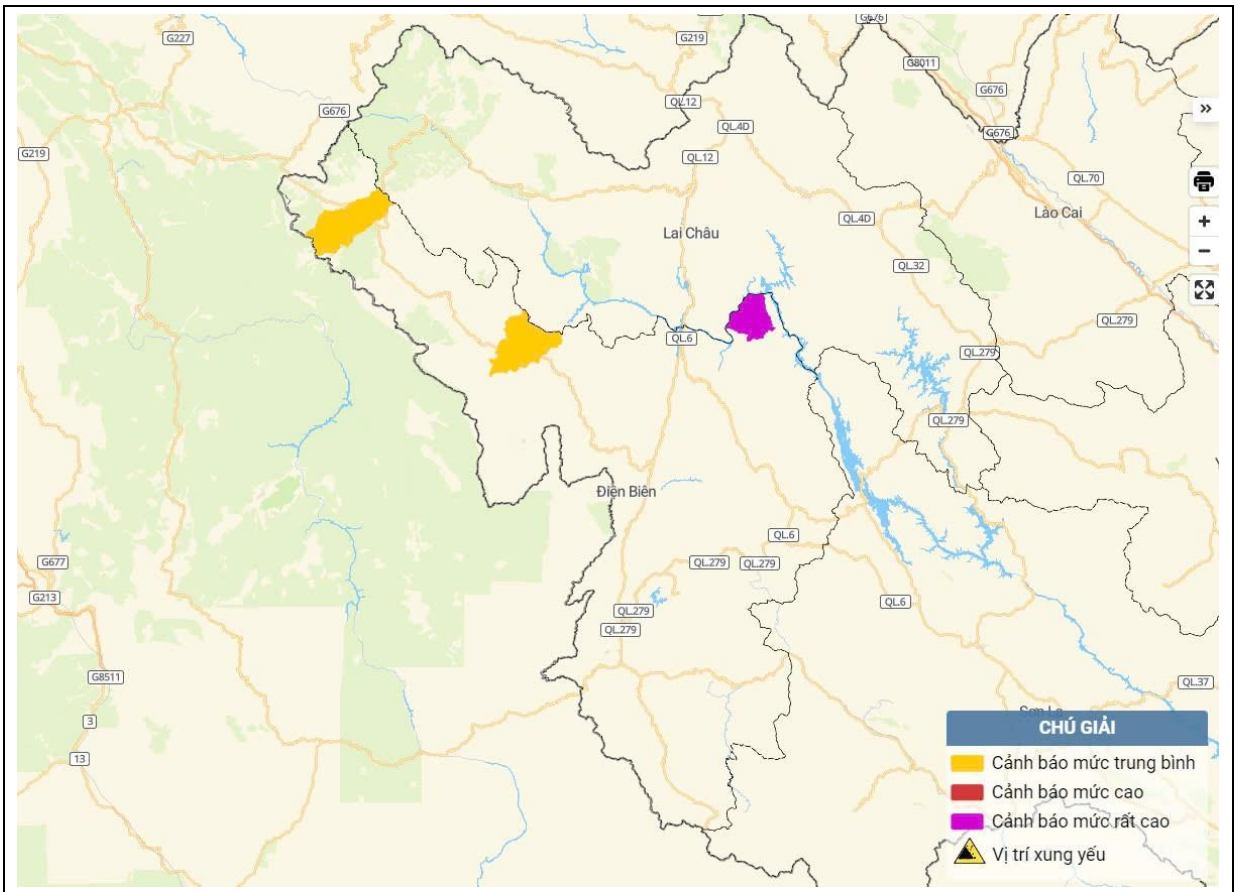 G676
G227
G219
G8011
G676
G676
QL.12
QL.4D
G676
G219
QL.12
QL.70
»
Lào Cai
QL.4D
Lai Châu
+
QL.32
−
QL.279
QL.6
QL.279
QL.279
Điện Biên
QL.6
G677
QL.279
QL.279
G213
QL.6
QL.279
QL.279
G8511
QL.37
3
13
CHÚ GIẢI
Cảnh báo mức trung bình
Cảnh báo mức cao
Cảnh báo mức rất cao
Vị trí xung yếu